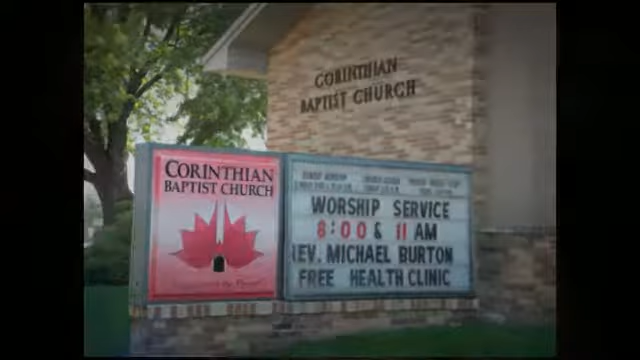 CORINTHIAN
BAPTIST CHURCH
CORINTHIAN
BAPTIST CHURCH
WORSHIP SERVICE
8:00 & 11 AM
REV. MICHAEL BURTON
FREE HEALTH CLINIC